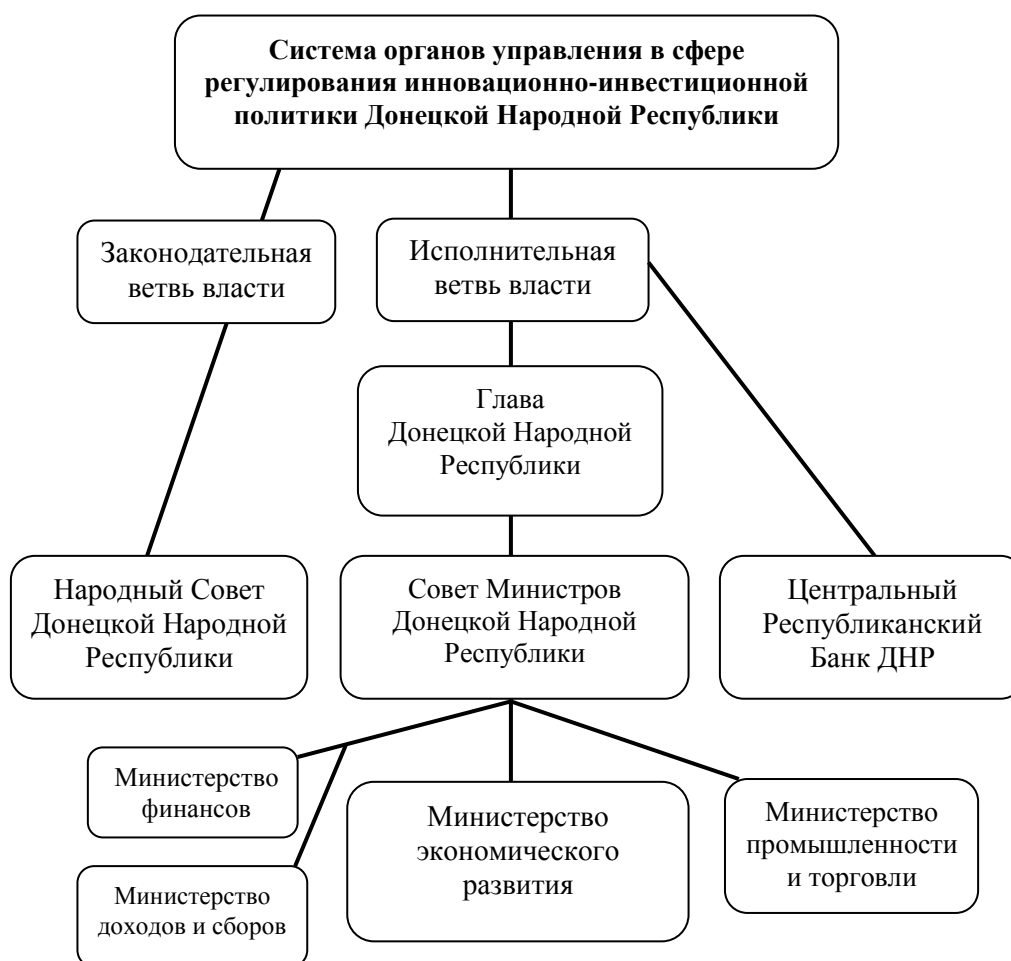 Система органов управления в сфере
регулирования инновационно-инвестиционной
политики Донецкой Народной Республики
Законодательная
ветвь власти
Исполнительная
ветвь власти
Глава
Донецкой Народной
Республики
Народный Совет
Донецкой Народной
Республики
Совет Министров
Донецкой Народной
Республики
Центральный
Республиканский
Банк ДНР
Министерство
финансов
Министерство
экономического
развития
Министерство
промышленности
и торговли
Министерство
доходов и сборов